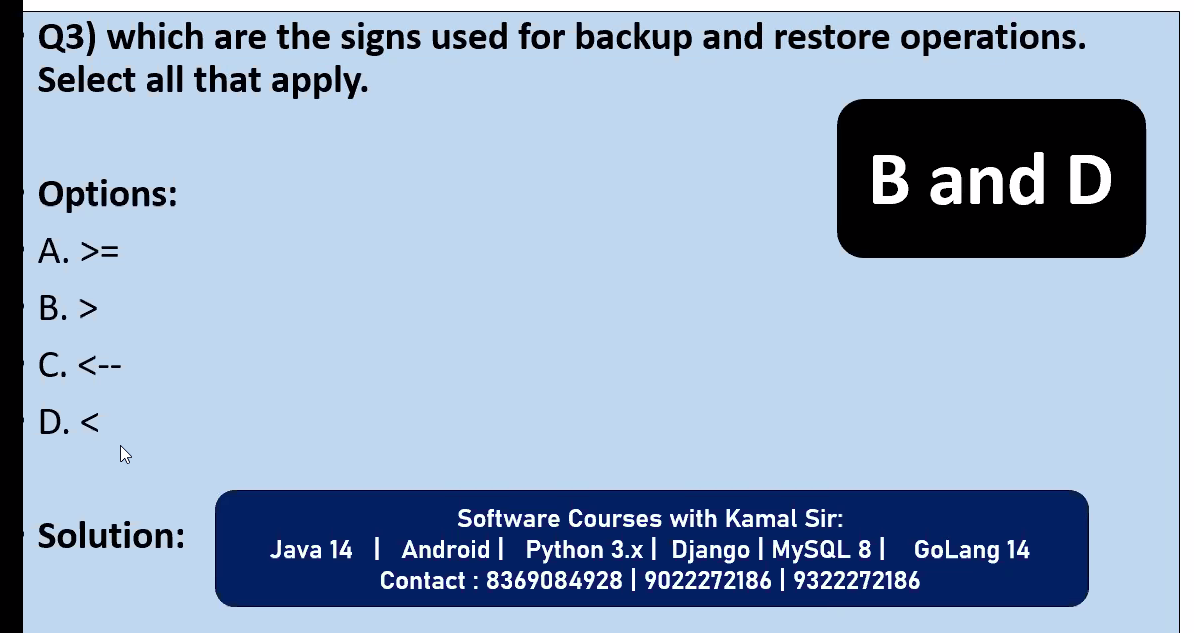 Q3) which are the signs used for backup and restore operations.
Select all that apply.
B and D
Options:
A. >=
B. >
C. <--
D. <
Solution:
Software Courses with Kamal Sir:
Java 14 | Android | Python 3.x | Django | MySQL 8 | GoLang 14
Contact : 8369084928 | 9022272186 | 9322272186